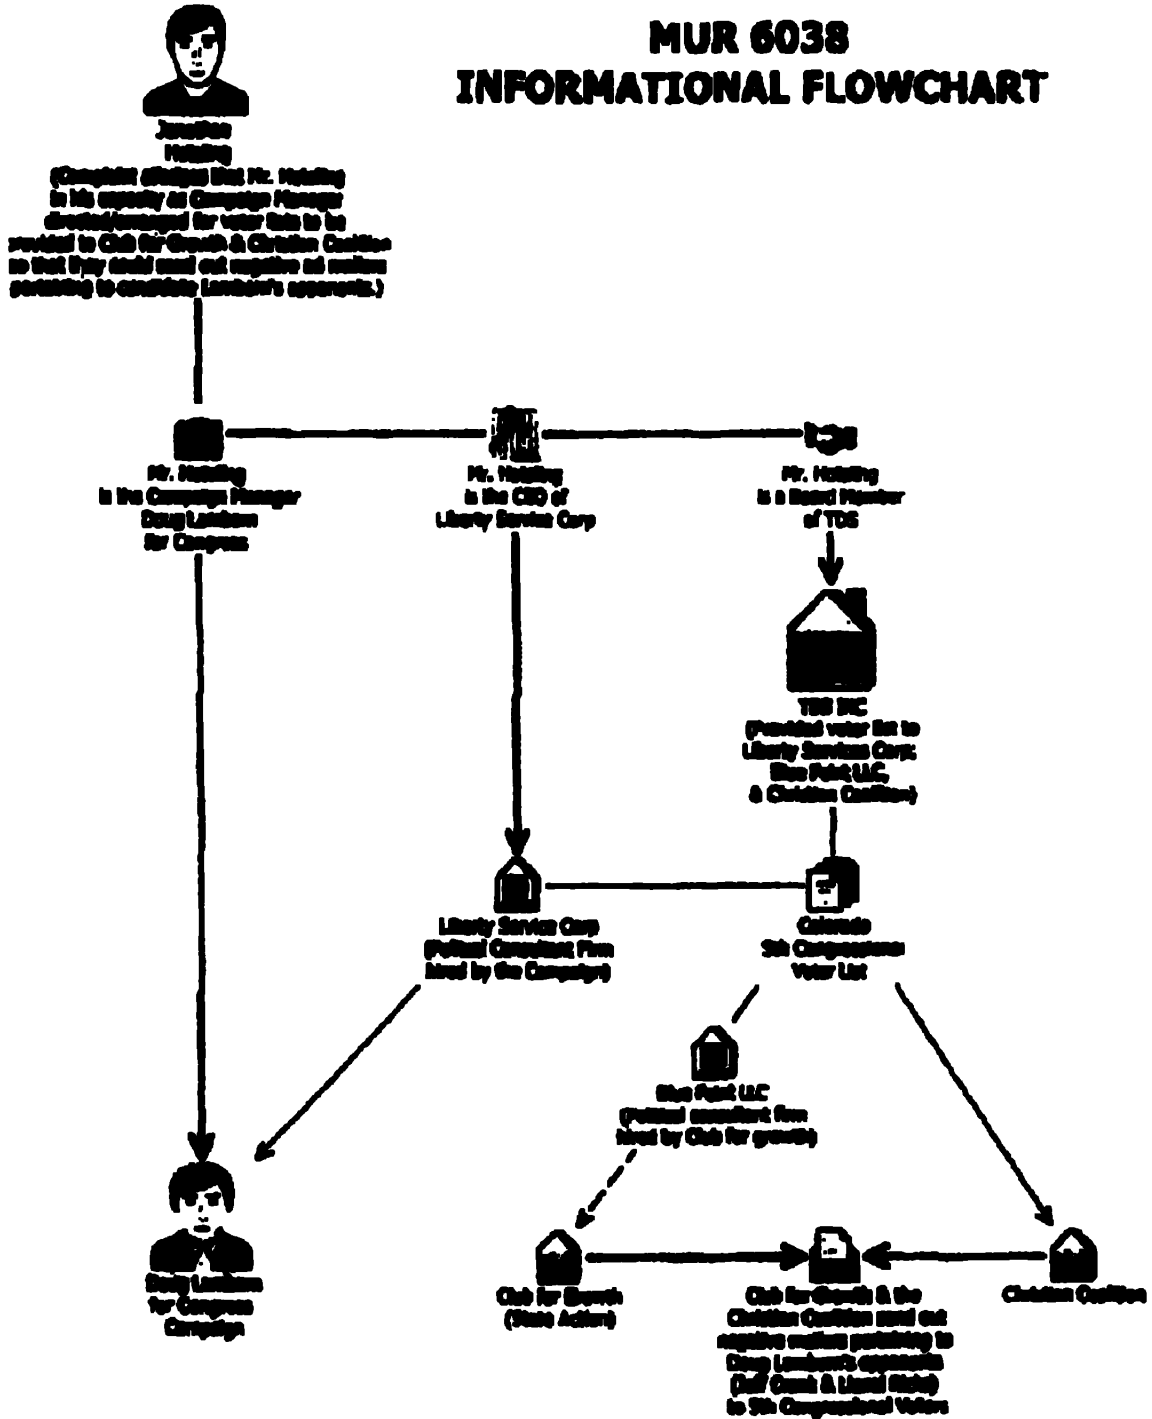 MUR 6038
INFORMATIONAL FLOWCHART
Jonathan
Hotaling
(Complaint alleges that Mr. Hotaling
in his capacity as Campaign Manager
directed/arranged for voter lists to be
provided to Club for Growth & Christian Coalition
so that they could send out negative ad mailers
pertaining to candidate Lamborn's opponents.)
Mr. Hotaling
is the Campaign Manager
Doug Lamborn
for Congress
Mr. Hotaling
is the CEO of
Liberty Service Corp
Mr. Hotaling
is a Board Member
of TDS
TDS INC
(Provided voter list to
Liberty Services Corp;
Blue Point LLC,
& Christian Coalition)
Liberty Service Corp
(Political Consultant Firm
hired by the Campaign)
Colorado
5th Congressional
Voter List
Blue Point LLC
(Political consultant firm
hired by Club for growth)
Doug Lamborn
for Congress
Campaign
Club for Growth
(State Action)
Club for Growth & the
Christian Coalition send out
negative mailers pertaining to
Doug Lamborn's opponents
(Jeff Crank &
to 5th Congressional Voters
Christian Coalition